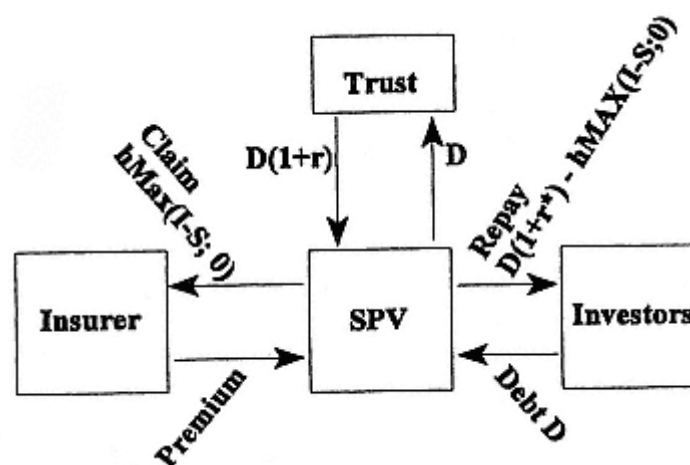 Trust
D(1+r)
D
Claim
hMax(I-S; 0)
Repay
D(1+r*) - hMAX(I-S;0)
Insurer
SPV
Investors
Premium
Debt D